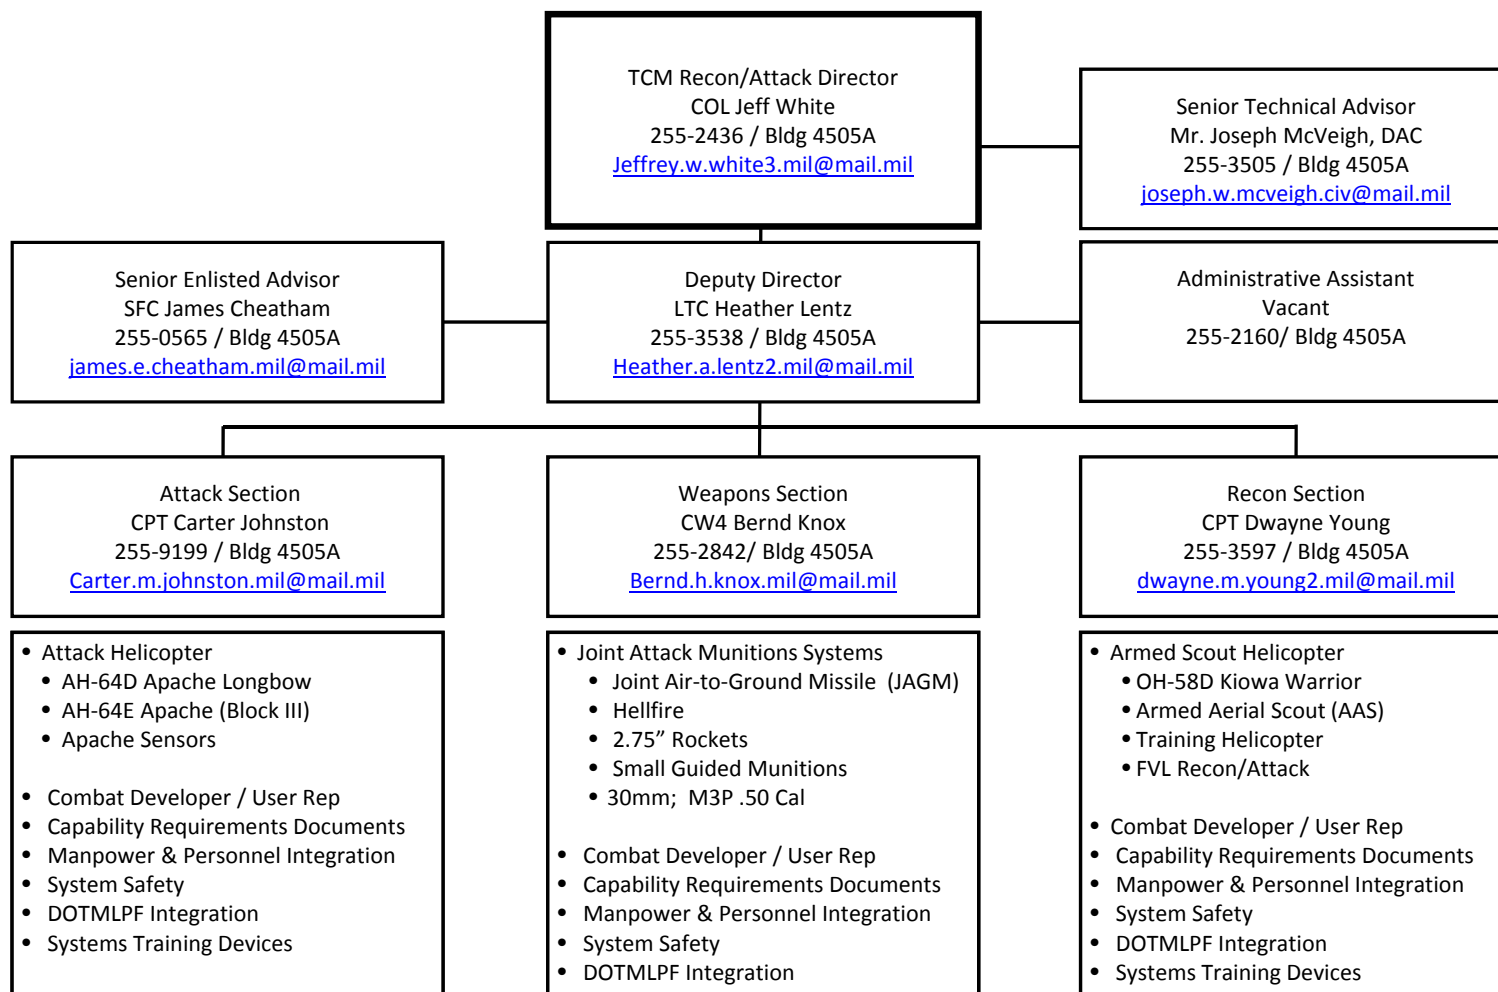 TCM Recon/Attack Director
COL Jeff White
255-2436 / Bldg 4505A
Jeffrey.w.white3.mil@mail.mil
Senior Technical Advisor
Mr. Joseph McVeigh, DAC
255-3505 / Bldg 4505A
joseph.w.mcveigh.civ@mail.mil
Senior Enlisted Advisor
SFC James Cheatham
255-0565 / Bldg 4505A
james.e.cheatham.mil@mail.mil
Deputy Director
LTC Heather Lentz
255-3538 / Bldg 4505A
Heather.a.lentz2.mil@mail.mil
Administrative Assistant
Vacant
255-2160/ Bldg 4505A
Attack Section
CPT Carter Johnston
255-9199 / Bldg 4505A
Carter.m.johnston.mil@mail.mil
Weapons Section
CW4 Bernd Knox
255-2842/ Bldg 4505A
Bernd.h.knox.mil@mail.mil
Recon Section
CPT Dwayne Young
255-3597 / Bldg 4505A
dwayne.m.young2.mil@mail.mil
• Attack Helicopter
• AH-64D Apache Longbow
• AH-64E Apache (Block III)
• Apache Sensors
• Combat Developer / User Rep
• Capability Requirements Documents
• Manpower & Personnel Integration
• System Safety
• DOTMLPF Integration
• Systems Training Devices
• Joint Attack Munitions Systems
• Joint Air-to-Ground Missile (JAGM)
• Hellfire
• 2.75” Rockets
• Small Guided Munitions
• 30mm; M3P .50 Cal
• Combat Developer / User Rep
• Capability Requirements Documents
• Manpower & Personnel Integration
• System Safety
• DOTMLPF Integration
• Armed Scout Helicopter
• OH-58D Kiowa Warrior
• Armed Aerial Scout (AAS)
• Training Helicopter
• FVL Recon/Attack
• Combat Developer / User Rep
• Capability Requirements Documents
• Manpower & Personnel Integration
• System Safety
• DOTMLPF Integration
• Systems Training Devices